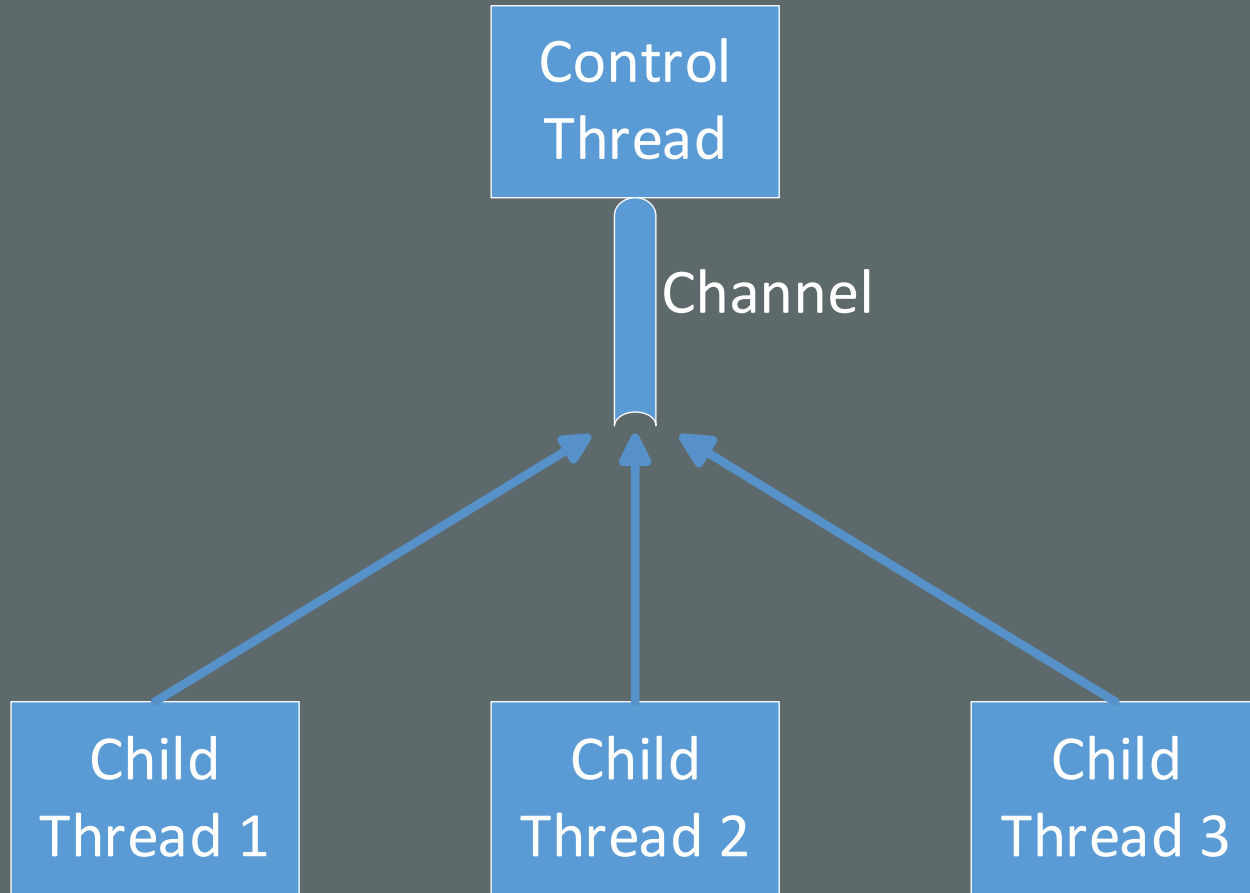 Control
Thread
Channel
Child
Thread 1
Child
Thread 2
Child
Thread 3